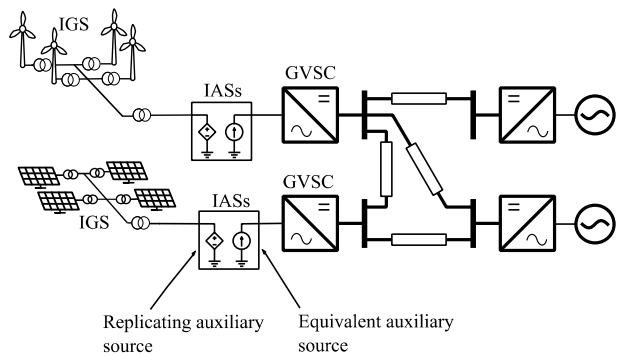 IGS
IASs
GVSC
IASs
GVSC
IGS
Replicating auxiliary
source
Equivalent auxiliary
source